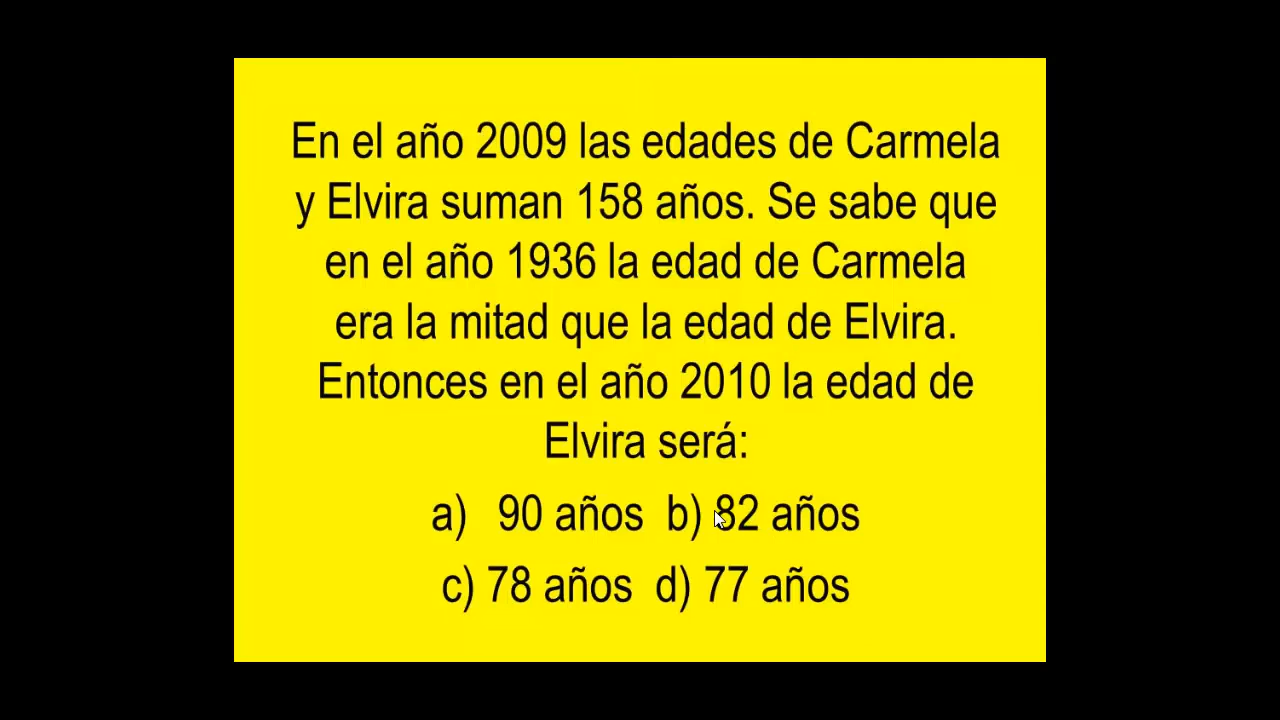 En el año 2009 las edades de Carmela
y Elvira suman 158 años. Se sabe que
en el año 1936 la edad de Carmela
era la mitad que la edad de Elvira.
Entonces en el año 2010 la edad de
Elvira será:
a) 90 años b) 82 años
c) 78 años d) 77 años